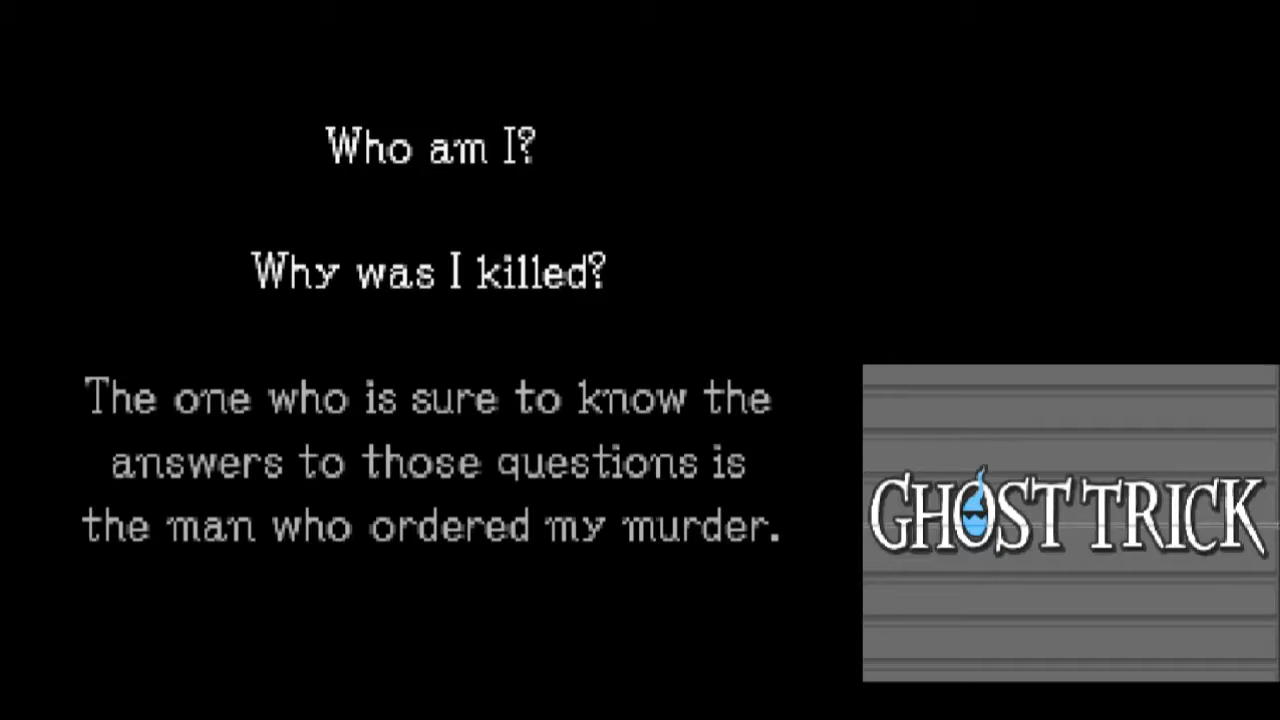 Who am I?
Why was I killed?
The one who is sure to know the
answers to those questions is
the man who ordered my murder.
GHOST TRICK